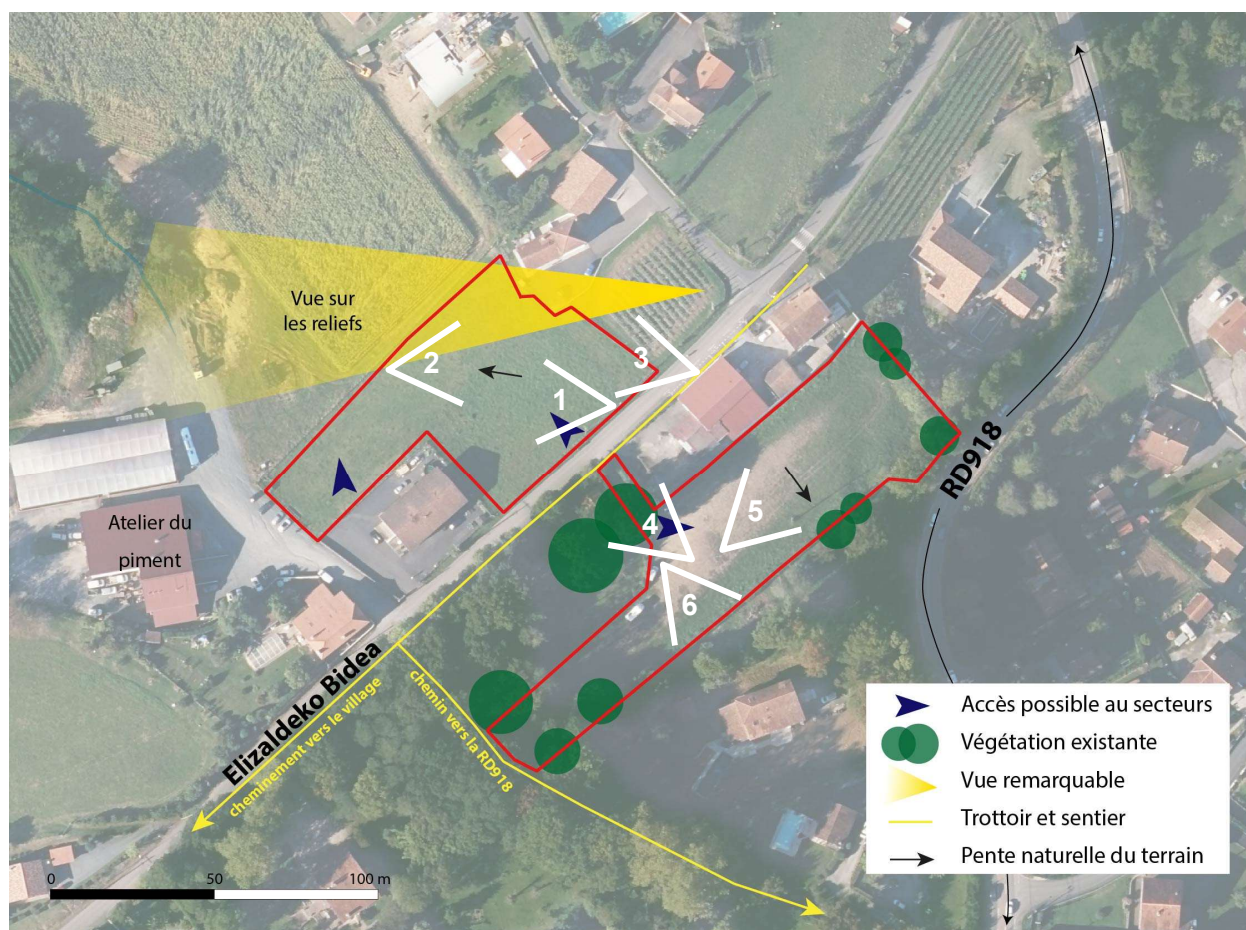 Vue sur
les reliefs
2
3
1
Atelier du
piment
4
5
6
RD918
Elizaldeko Bidea
cheminement vers le village
chemin vers la RD918
Accès possible au secteurs
Végétation existante
Vue remarquable
Trottoir et sentier
Pente naturelle du terrain
0 50 100 m